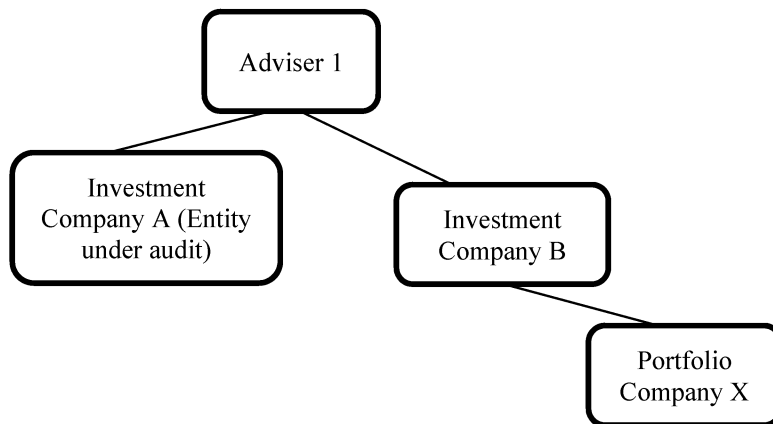 Adviser 1
Investment
Company A (Entity
under audit)
Investment
Company B
Portfolio
Company X